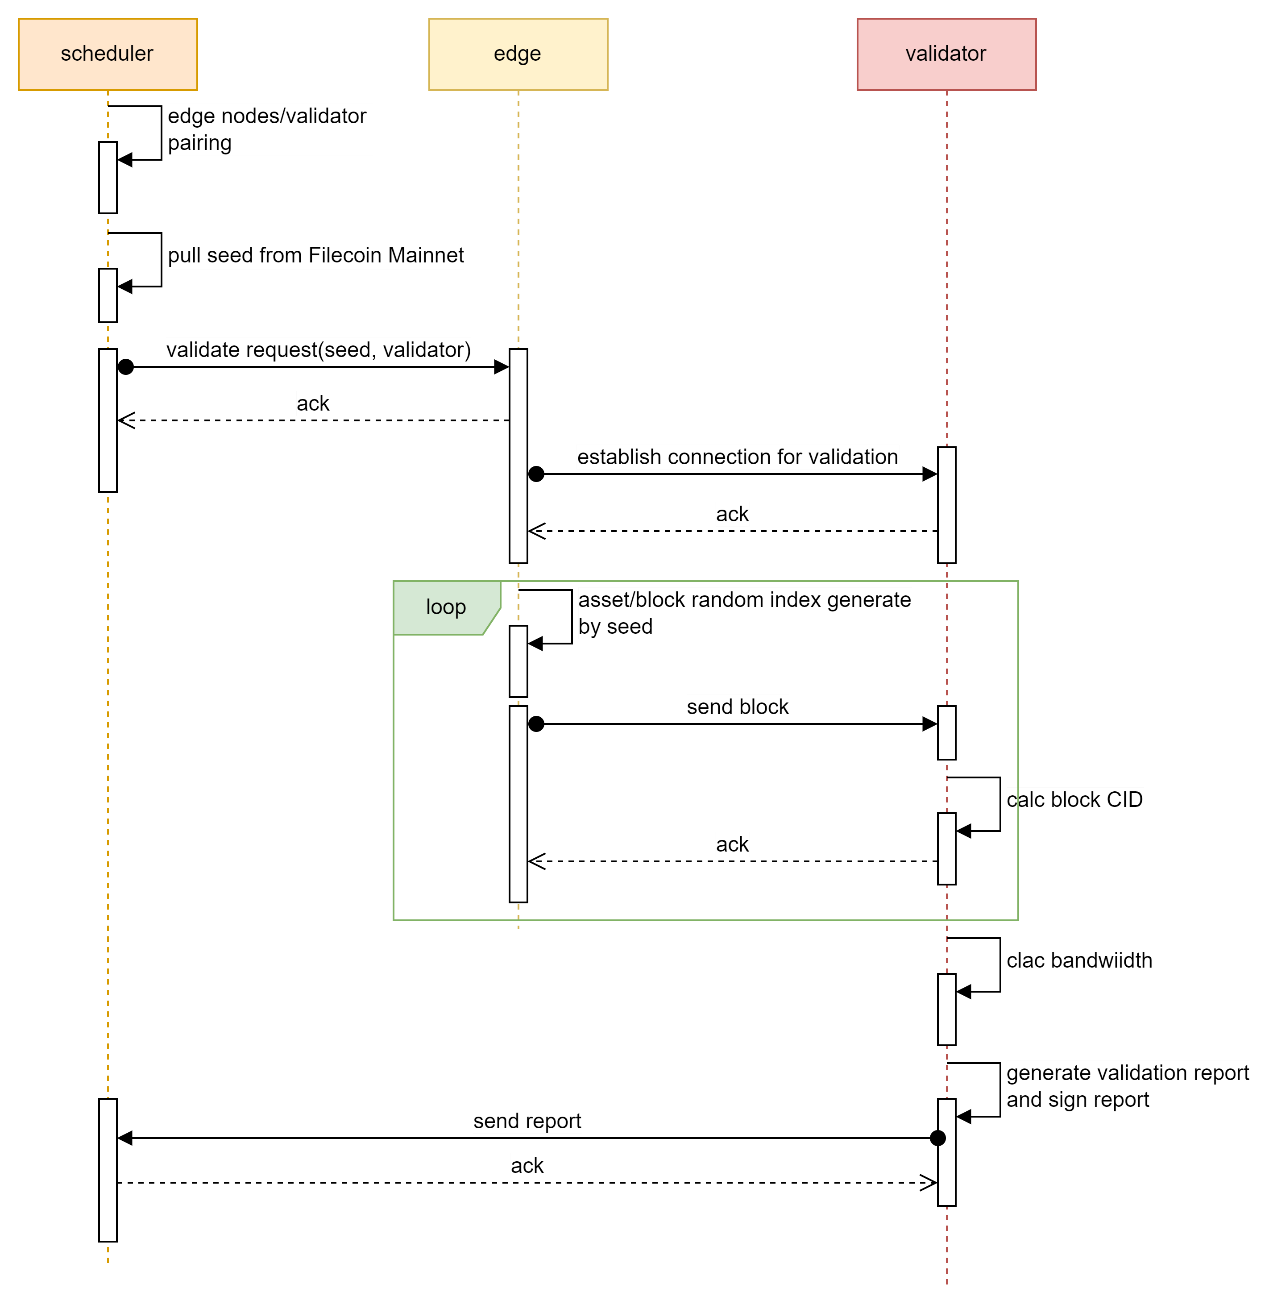 scheduler
edge
validator
edge nodes/validator
pairing
pull seed from Filecoin Mainnet
validate request(seed, validator)
ack
establish connection for validation
ack
loop
asset/block random index generate
by seed
send block
calc block CID
ack
clac bandwiidth
generate validation report
and sign report
send report
ack